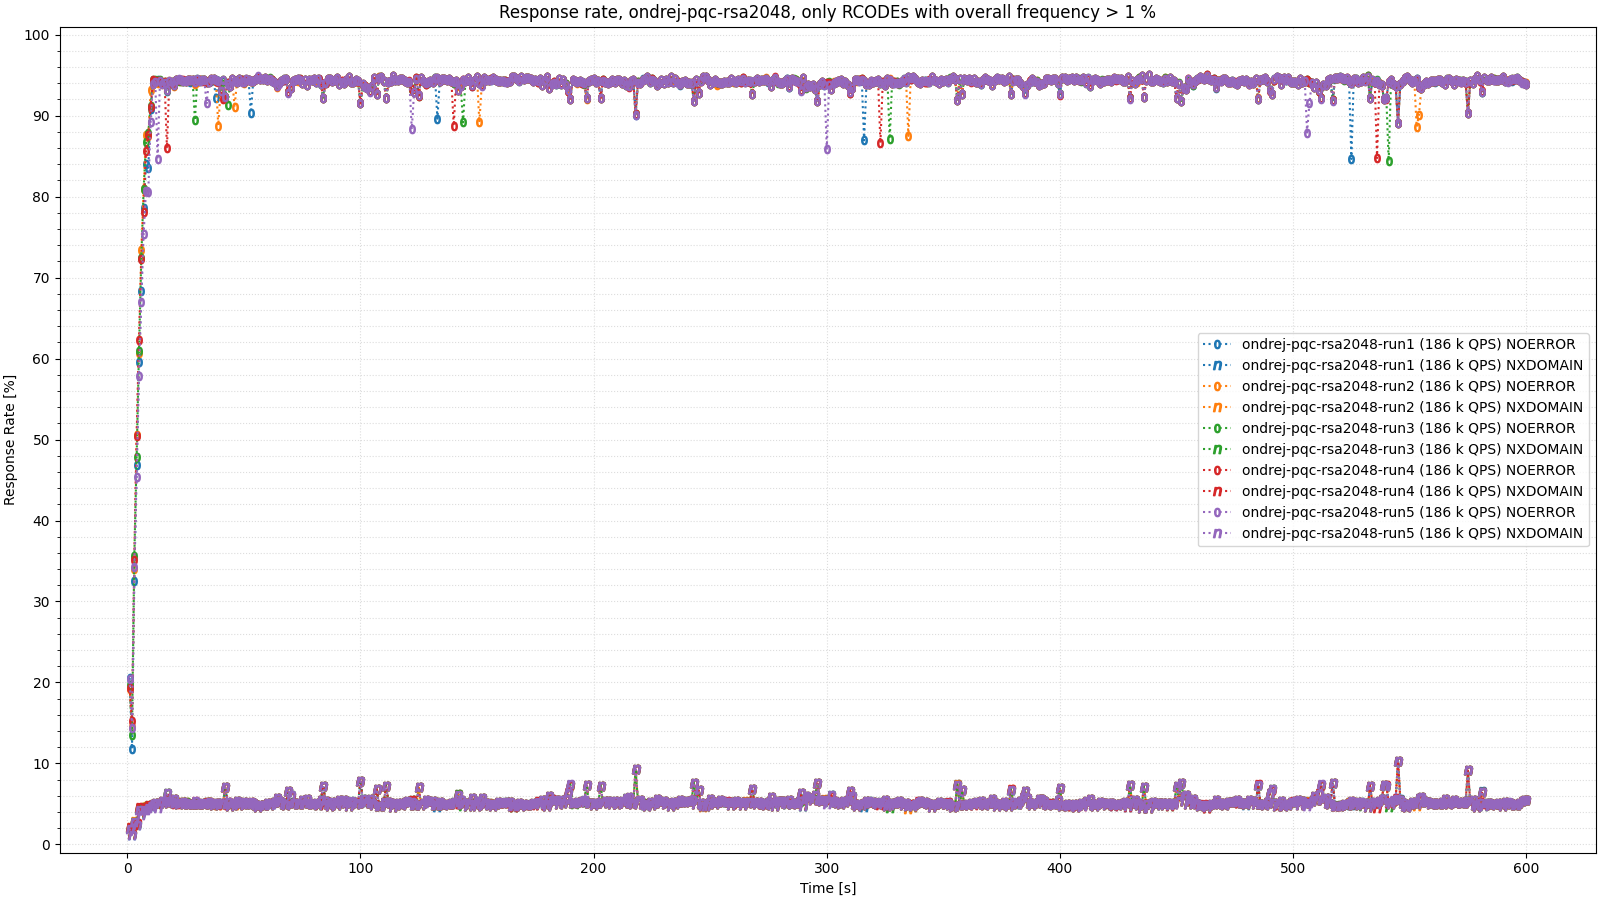 Response rate, ondrej-pqc-rsa2048, only RCODEs with overall frequency > 1 %
Response Rate [%]
100
90
80
70
60
50
40
30
20
10
0
ondrej-pqc-rsa2048-run1 (186 k QPS) NOERROR
ondrej-pqc-rsa2048-run1 (186 k QPS) NXDOMAIN
ondrej-pqc-rsa2048-run2 (186 k QPS) NOERROR
ondrej-pqc-rsa2048-run2 (186 k QPS) NXDOMAIN
ondrej-pqc-rsa2048-run3 (186 k QPS) NOERROR
ondrej-pqc-rsa2048-run3 (186 k QPS) NXDOMAIN
ondrej-pqc-rsa2048-run4 (186 k QPS) NOERROR
ondrej-pqc-rsa2048-run4 (186 k QPS) NXDOMAIN
ondrej-pqc-rsa2048-run5 (186 k QPS) NOERROR
ondrej-pqc-rsa2048-run5 (186 k QPS) NXDOMAIN
0 100 200 300 400 500 600
Time [s]